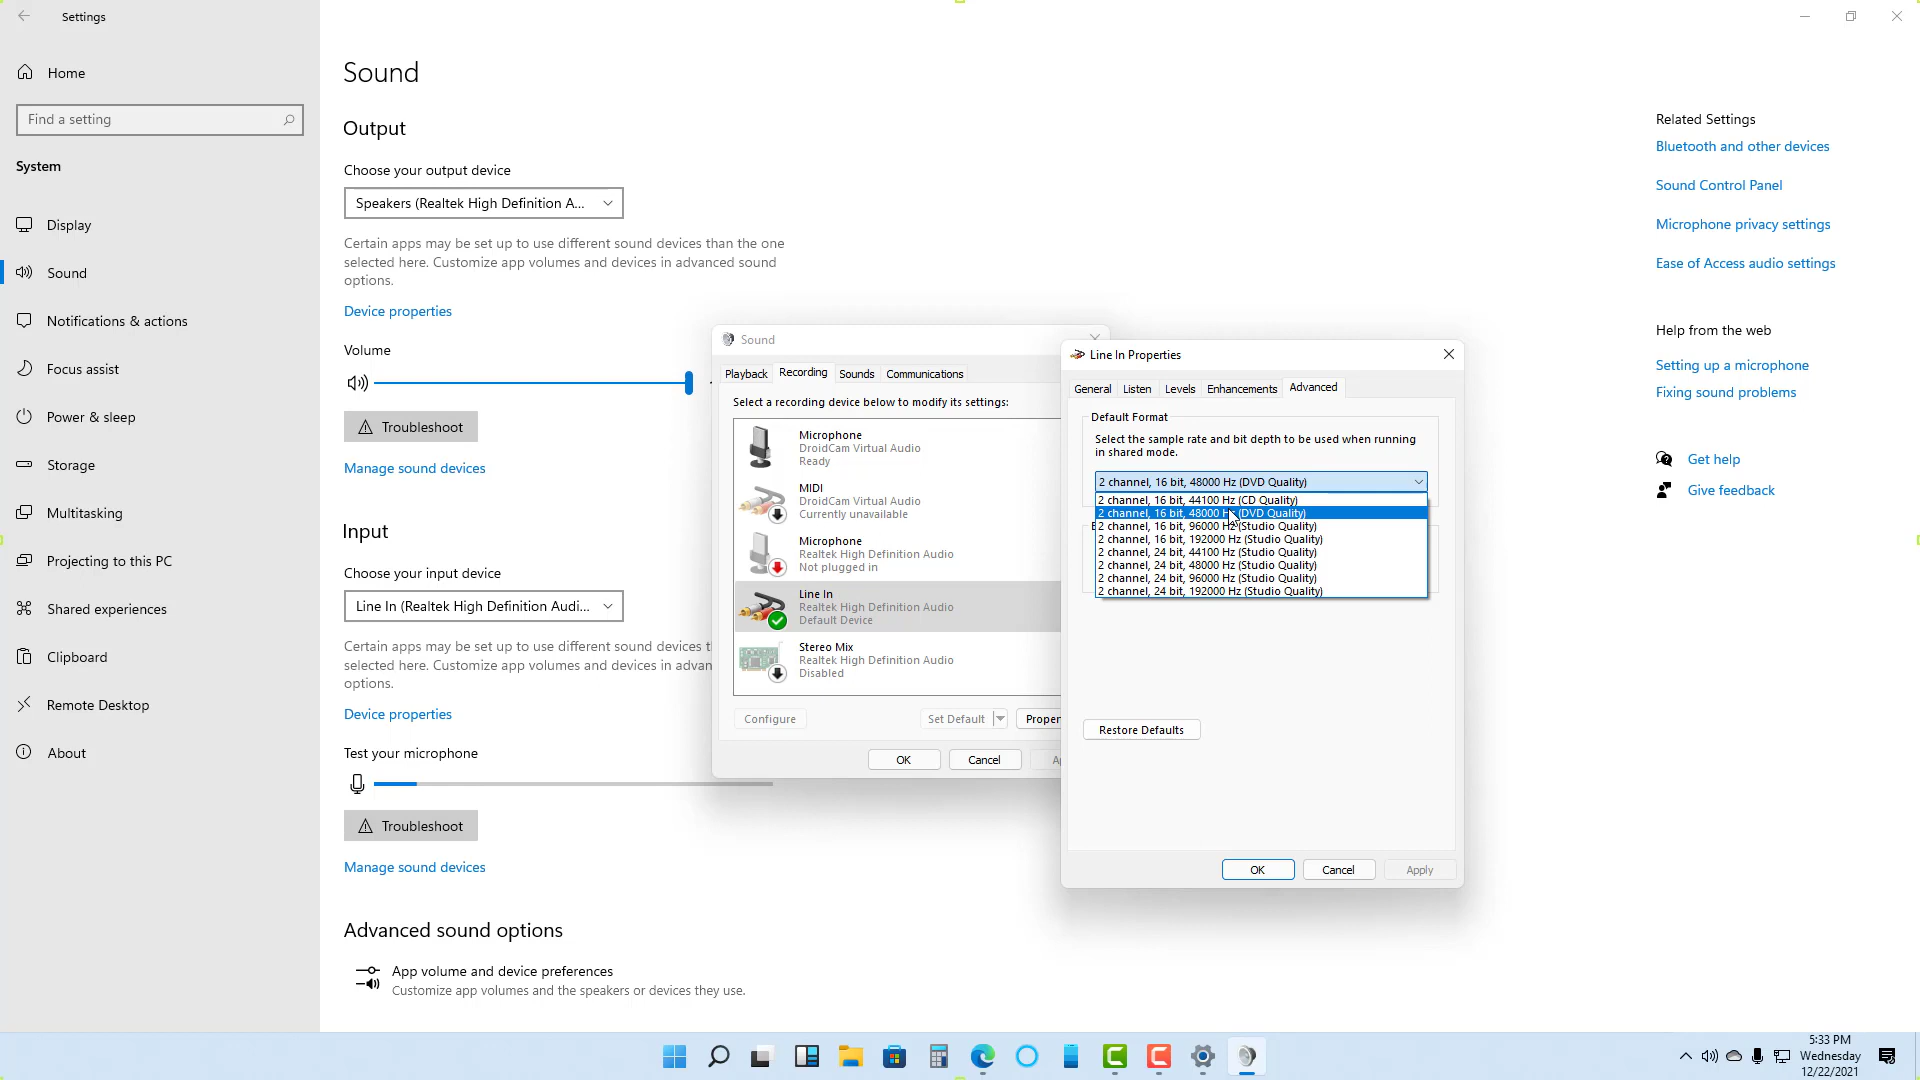 Settings
Home
Find a setting
System
Display
Sound
Notifications & actions
Focus assist
Power & sleep
Storage
Multitasking
Projecting to this PC
Shared experiences
Clipboard
Remote Desktop
About
Sound
Output
Choose your output device
Speakers (Realtek High Definition A...
Certain apps may be set up to use different sound devices than the one
selected here. Customize app volumes and devices in advanced sound
options.
Device properties
Volume
Troubleshoot
Manage sound devices
Input
Choose your input device
Line In (Realtek High Definition Audi...
Certain apps may be set up to use different sound devices t
selected here. Customize app volumes and devices in advan
options.
Device properties
Test your microphone
Troubleshoot
Manage sound devices
Advanced sound options
App volume and device preferences
Customize app volumes and the speakers or devices they use.
Sound
Playback
Recording
Sounds
Communications
Select a recording device below to modify its settings:
Microphone
DroidCam Virtual Audio
Ready
MIDI
DroidCam Virtual Audio
Currently unavailable
Microphone
Realtek High Definition Audio
Not plugged in
Line In
Realtek High Definition Audio
Default Device
Stereo Mix
Realtek High Definition Audio
Disabled
Configure
Set Default
Proper
OK
Cancel
Ap
Line In Properties
General
Listen
Levels
Enhancements
Advanced
Default Format
Select the sample rate and bit depth to be used when running
in shared mode.
2 channel, 16 bit, 48000 Hz (DVD Quality)
2 channel, 16 bit, 44100 Hz (CD Quality)
2 channel, 16 bit, 48000 Hz (DVD Quality)
2 channel, 16 bit, 96000 Hz (Studio Quality)
2 channel, 16 bit, 192000 Hz (Studio Quality)
2 channel, 24 bit, 44100 Hz (Studio Quality)
2 channel, 24 bit, 48000 Hz (Studio Quality)
2 channel, 24 bit, 96000 Hz (Studio Quality)
2 channel, 24 bit, 192000 Hz (Studio Quality)
Restore Defaults
OK
Cancel
Apply
Related Settings
Bluetooth and other devices
Sound Control Panel
Microphone privacy settings
Ease of Access audio settings
Help from the web
Setting up a microphone
Fixing sound problems
Get help
Give feedback
5:33 PM
Wednesday
12/22/2021